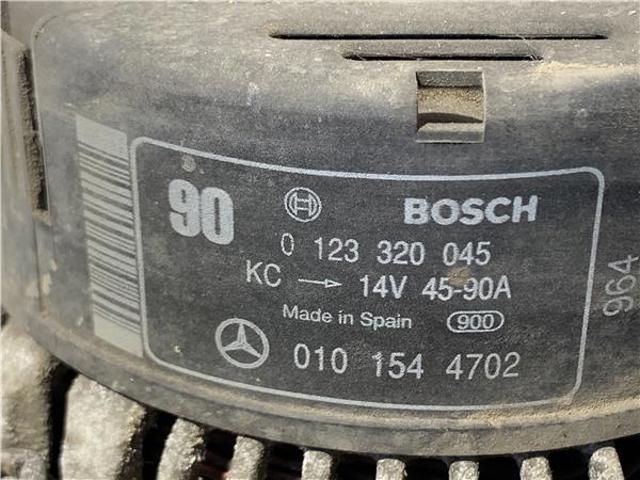 90 BOSCH
0 123 320 045
KC → 14V 45-90A
Made in Spain 900
010 154 4702
964